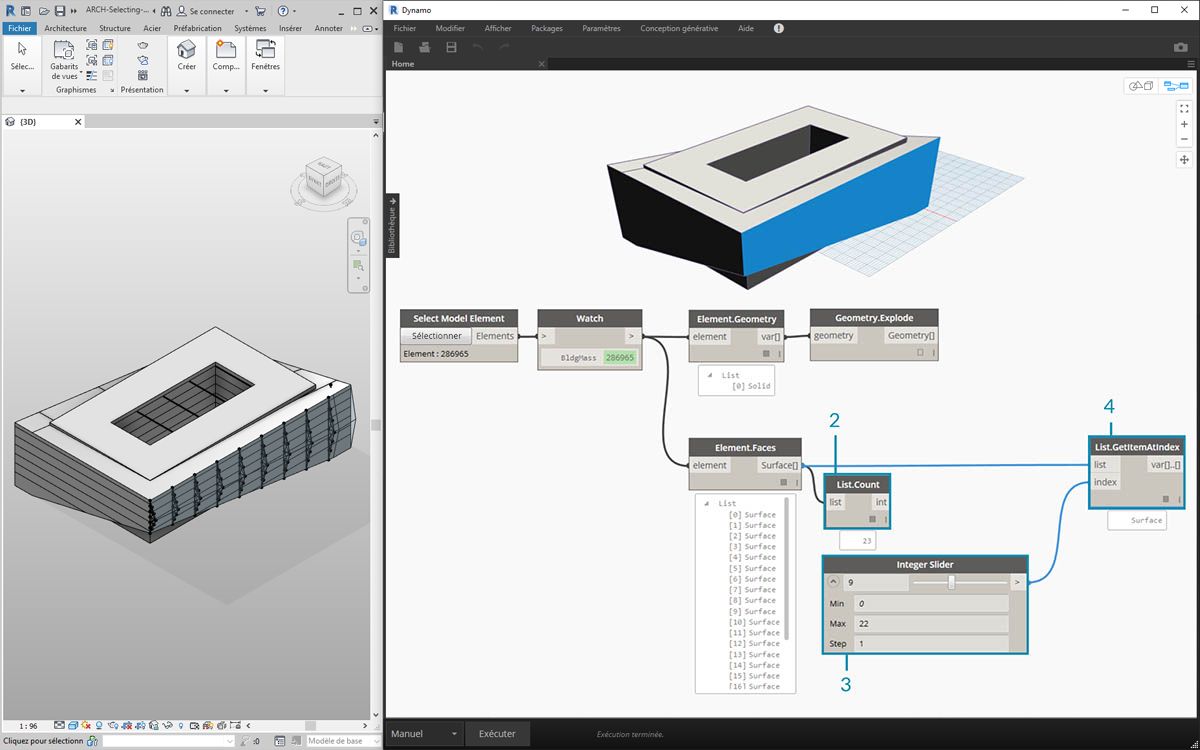 ARCH-Selecting-...
Se connecter
Fichier Architecture Structure Acier Préfabrication Systèmes Insérer Annoter
Sélec...
Gabarits
de vues
Créer
Comp...
Fenêtres
Graphismes
Présentation
{3D}
HAUT
AVANT
DROITE
1 : 96
Cliquez pour sélectionn
:0
Modèle de base
Dynamo
Fichier Modifier Afficher Packages Paramètres Conception générative Aide
Home
Bibliothèque
Select Model Element
Sélectionner Elements
Element : 286965
Watch
> >
BldgMass 286965
Element.Geometry
element var[]
List
[0] Solid
Geometry.Explode
geometry Geometry[]
Element.Faces
element Surface[]
List
[0] Surface
[1] Surface
[2] Surface
[3] Surface
[4] Surface
[5] Surface
[6] Surface
[7] Surface
[8] Surface
[9] Surface
[10] Surface
[11] Surface
[12] Surface
[13] Surface
[14] Surface
[15] Surface
[16] Surface
2
List.Count
list int
23
Integer Slider
9 >
Min 0
Max 22
Step 1
3
4
List.GetItemAtIndex
list var[]..[]
index
Surface
Manuel
Exécuter
Exécution terminée.